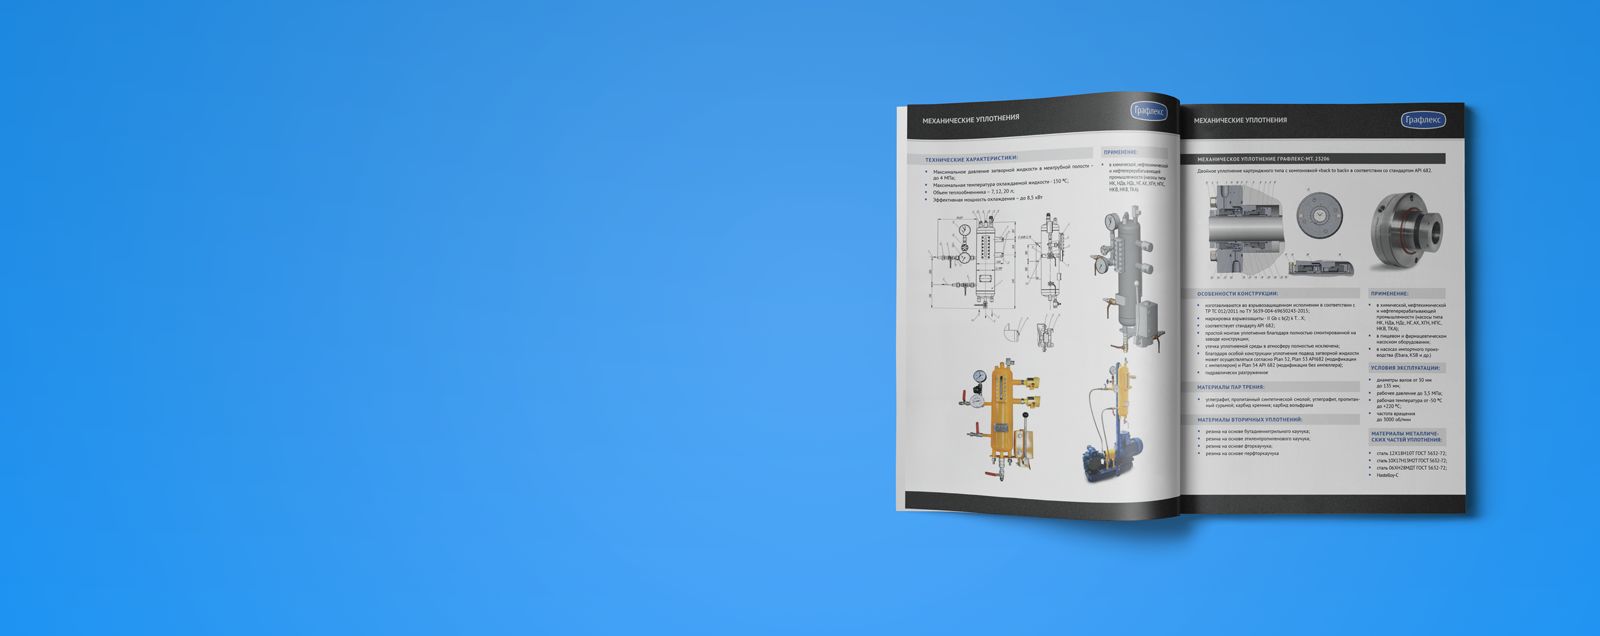 МЕХАНИЧЕСКИЕ УПЛОТНЕНИЯ
Графлекс
ТЕХНИЧЕСКИЕ ХАРАКТЕРИСТИКИ:
Максимальное давление затворной жидкости в межтрубной полости –
до 4 МПа;
Максимальная температура охлаждаемой жидкости - 150 °С;
Объем теплообменника – 7, 12, 20 л;
Эффективная мощность охлаждения – до 8,5 кВт
ПРИМЕНЕНИЕ:
в химической, нефтехимической
и нефтеперерабатывающей
промышленности (насосы типа
НК, НДв, НДс, НГ, АХ, ХГН, НПС,
НКВ, НКВ, ТКА);
МЕХАНИЧЕСКИЕ УПЛОТНЕНИЯ
Графлекс
МЕХАНИЧЕСКОЕ УПЛОТНЕНИЕ ГРАФЛЕКС-МТ. 23206
Двойное уплотнение картриджного типа с компоновкой «back to back» в соответствии со стандартом API 682.
ОСОБЕННОСТИ КОНСТРУКЦИИ:
изготавливаются во взрывозащищенном исполнении в соответствии с
ТР ТС 012/2011 по ТУ 3639-004-69650243-2015;
маркировка взрывозащиты - II Gb c b(2) k T... X;
соответствует стандарту API 682;
простой монтаж уплотнения благодаря полностью смонтированной на
заводе конструкции;
утечка уплотняемой среды в атмосферу полностью исключена;
благодаря особой конструкции уплотнения подвод затворной жидкости
может осуществляться согласно Plan 52, Plan 53 API682 (модификация
с импеллером) и Plan 54 API 682 (модификация без импеллера);
гидравлически разгруженное
МАТЕРИАЛЫ ПАР ТРЕНИЯ:
углеграфит, пропитанный синтетической смолой; углеграфит, пропитан-
ный сурьмой; карбид кремния; карбид вольфрама
МАТЕРИАЛЫ ВТОРИЧНЫХ УПЛОТНЕНИЙ:
резина на основе бутадиеннитрильного каучука;
резина на основе этиленпропиленового каучука;
резина на основе фторкаучука;
резина на основе перфторкаучука
ПРИМЕНЕНИЕ:
в химической, нефтехимической
и нефтеперерабатывающей
промышленности (насосы типа
НК, НДв, НДс, НГ, АХ, ХГН, НПС,
НКВ, ТКА);
в пищевом и фармацевтическом
насосном оборудовании;
в насосах импортного произ-
водства (Ebara, KSB и др.)
УСЛОВИЯ ЭКСПЛУАТАЦИИ:
диаметры валов от 30 мм
до 135 мм;
рабочее давление до 3,5 МПа;
рабочие температура от -50 °С
до +220 °С;
частота вращения
до 3000 об/мин
МАТЕРИАЛЫ МЕТАЛЛИЧЕ-
СКИХ ЧАСТЕЙ УПЛОТНЕНИЯ:
сталь 12Х18Н10Т ГОСТ 5632-72;
сталь 10Х17Н13М2Т ГОСТ 5632-72;
сталь 06ХН28МДТ ГОСТ 5632-72;
Hastelloy-C